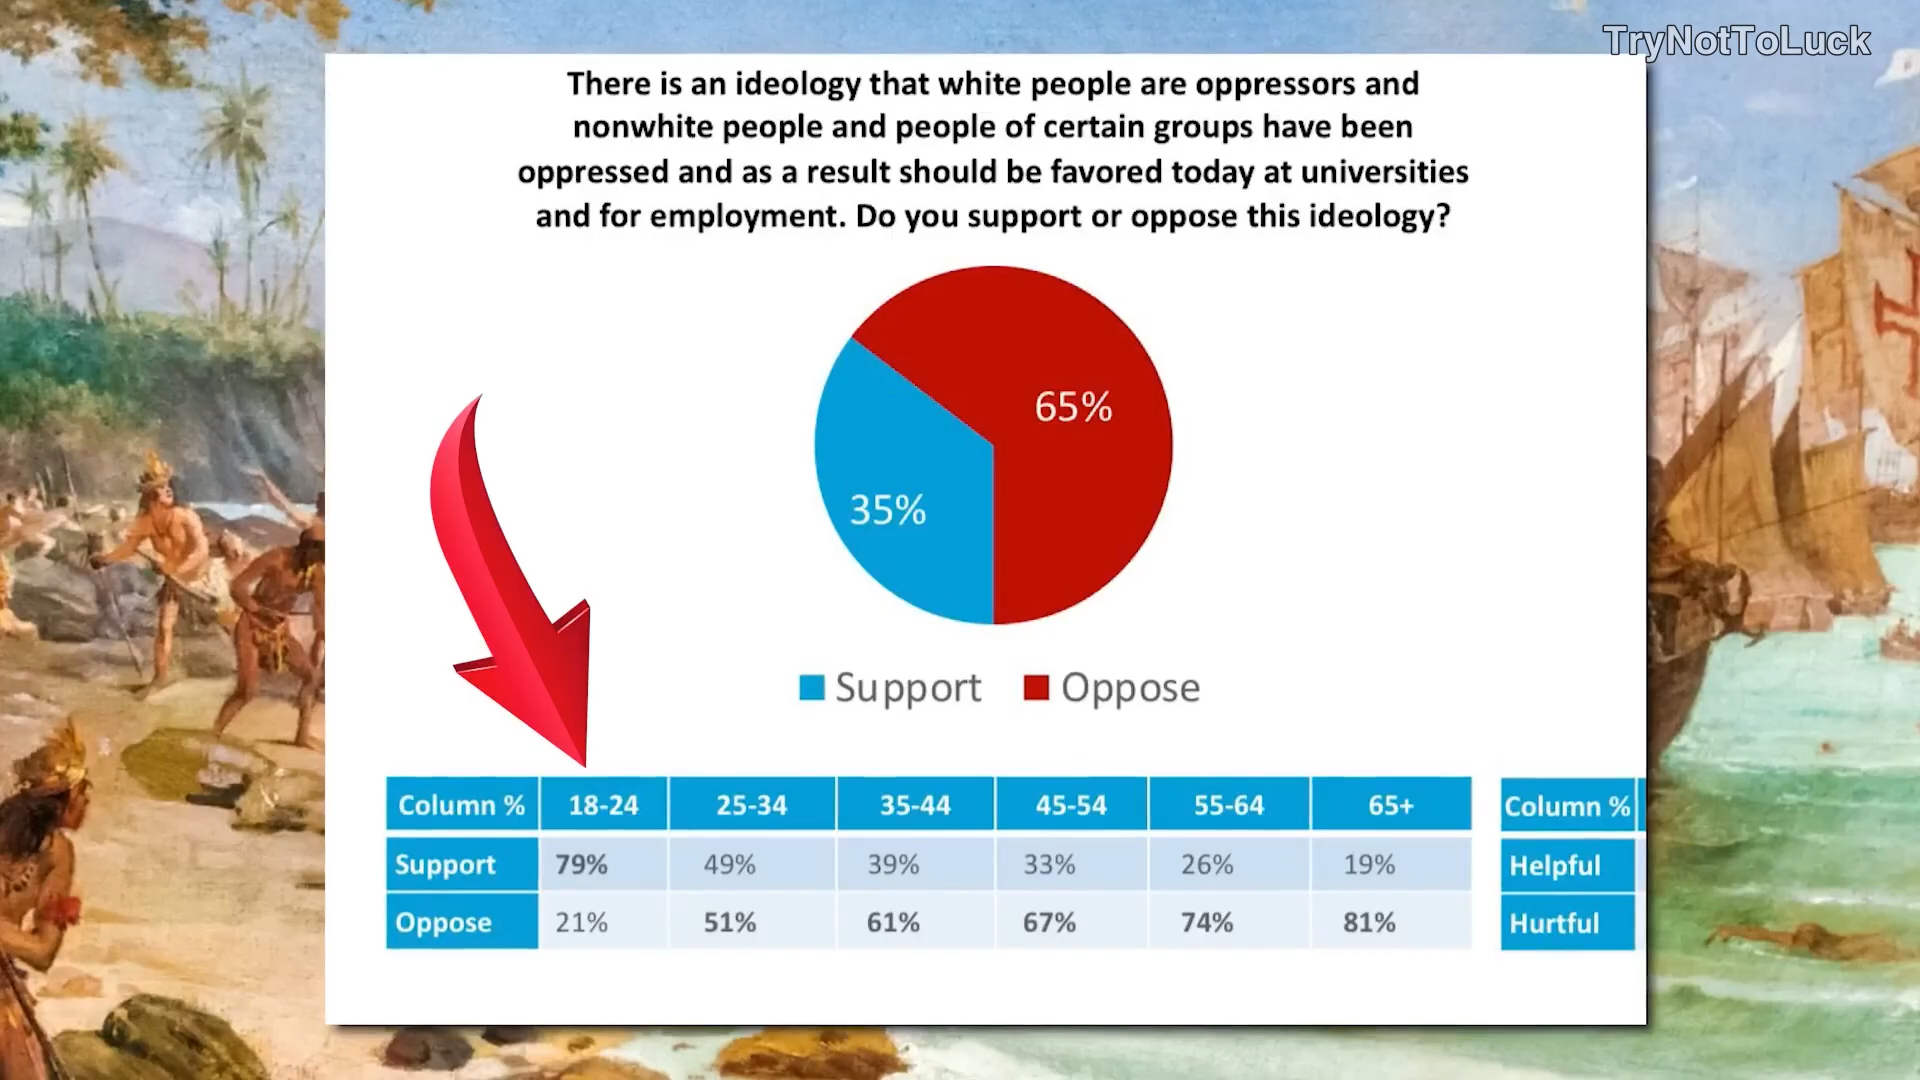 TryNotToLuck
There is an ideology that white people are oppressors and
nonwhite people and people of certain groups have been
oppressed and as a result should be favored today at universities
and for employment. Do you support or oppose this ideology?
65%
35%
Support Oppose
Column % 18-24 25-34 35-44 45-54 55-64 65+
Support 79% 49% 39% 33% 26% 19%
Oppose 21% 51% 61% 67% 74% 81%
Column %
Helpful
Hurtful